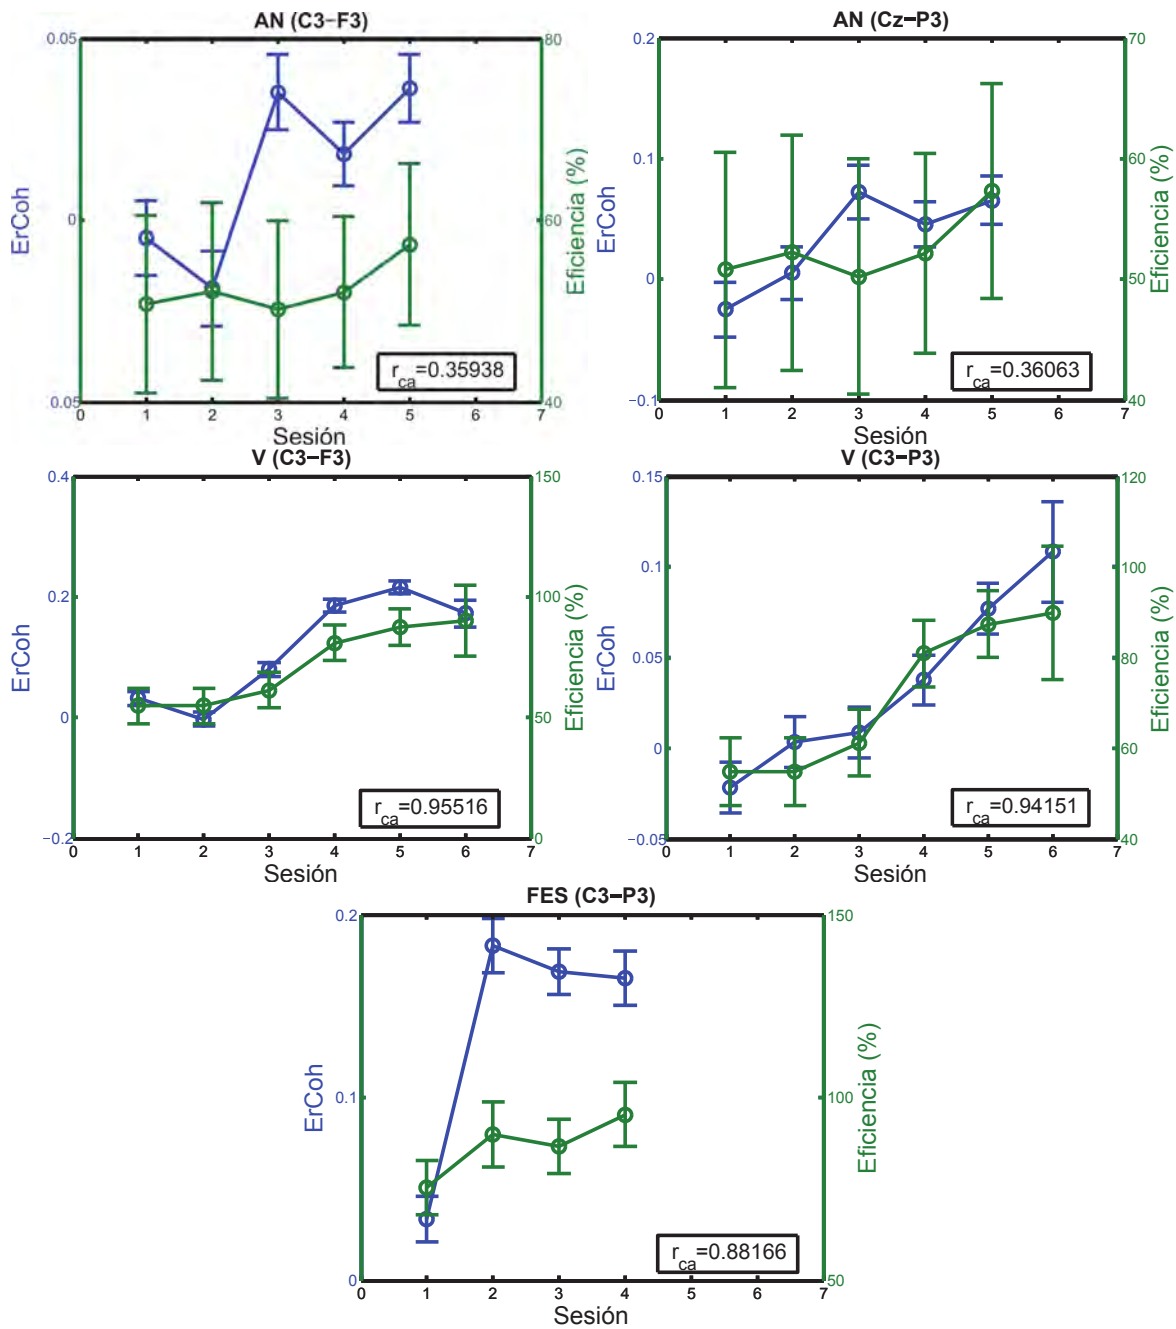 AN (C3−F3)
0.05
0
0.05
ErCoh
80
60
40
Eficiencia (%)
r_ca=0.35938
0 1 2 3 4 5 6 7
Sesión
AN (Cz−P3)
0.2
0.1
0
−0.1
ErCoh
70
60
50
40
Eficiencia (%)
r_ca=0.36063
0 1 2 3 4 5 6 7
Sesión
V (C3−F3)
0.4
0.2
0
−0.2
ErCoh
150
100
50
0
Eficiencia (%)
r_ca=0.95516
0 1 2 3 4 5 6 7
Sesión
V (C3−P3)
0.15
0.1
0.05
0
−0.05
ErCoh
120
100
80
60
40
Eficiencia (%)
r_ca=0.94151
0 1 2 3 4 5 6 7
Sesión
FES (C3−P3)
0.2
0.1
0
ErCoh
150
100
50
Eficiencia (%)
r_ca=0.88166
0 1 2 3 4 5 6 7
Sesión